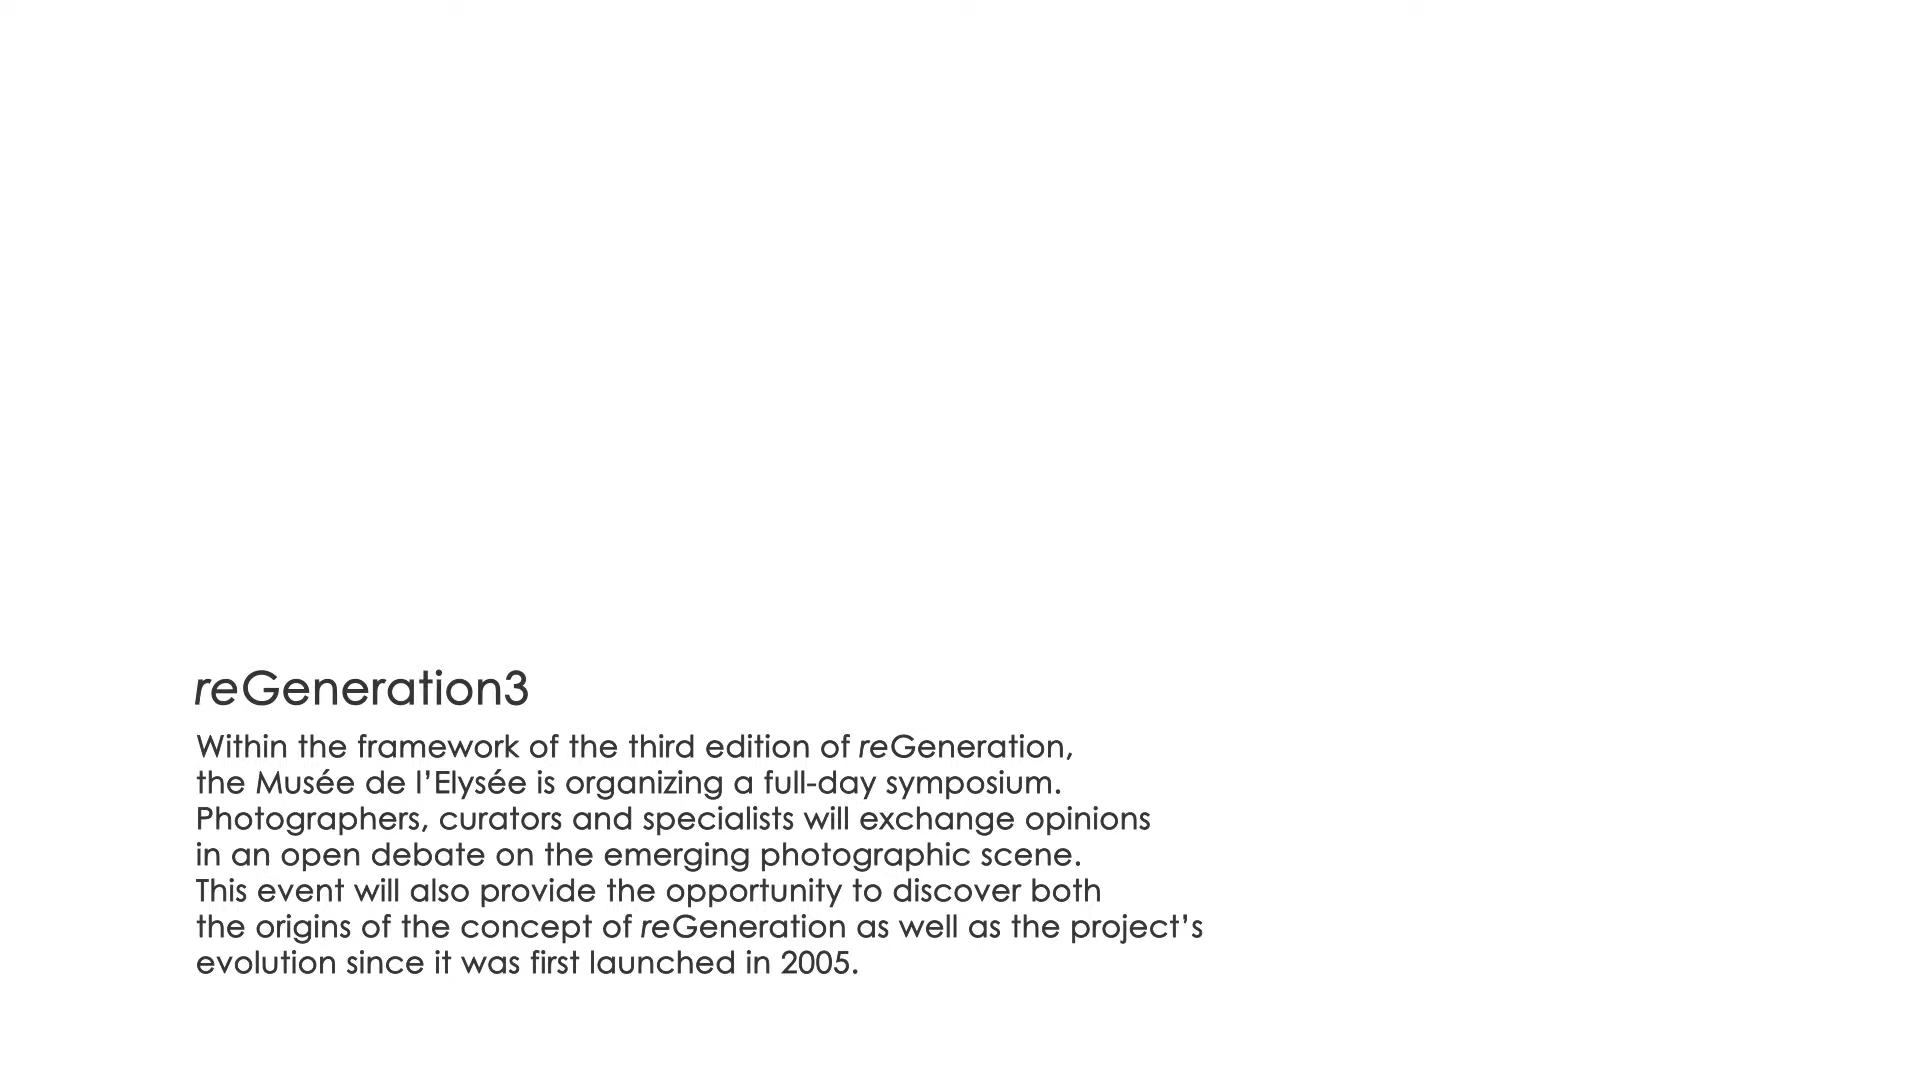 reGeneration3
Within the framework of the third edition of reGeneration,
the Musée de l’Elysée is organizing a full-day symposium.
Photographers, curators and specialists will exchange opinions
in an open debate on the emerging photographic scene.
This event will also provide the opportunity to discover both
the origins of the concept of reGeneration as well as the project’s
evolution since it was first launched in 2005.